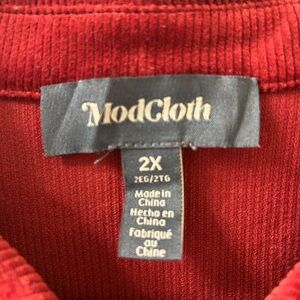 ModCloth
2X
2EG/2TG
Made in
China
Hecho en
China
Fabriqué
au
Chine